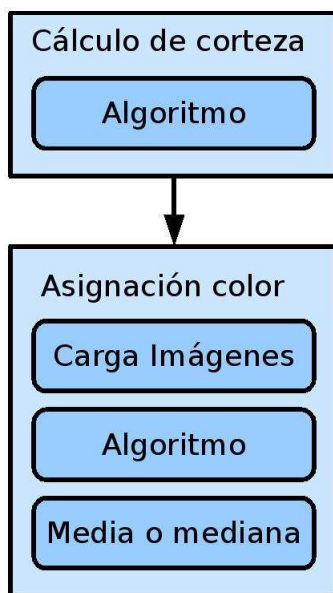 Cálculo de corteza
Algoritmo
Asignación color
Carga Imágenes
Algoritmo
Media o mediana